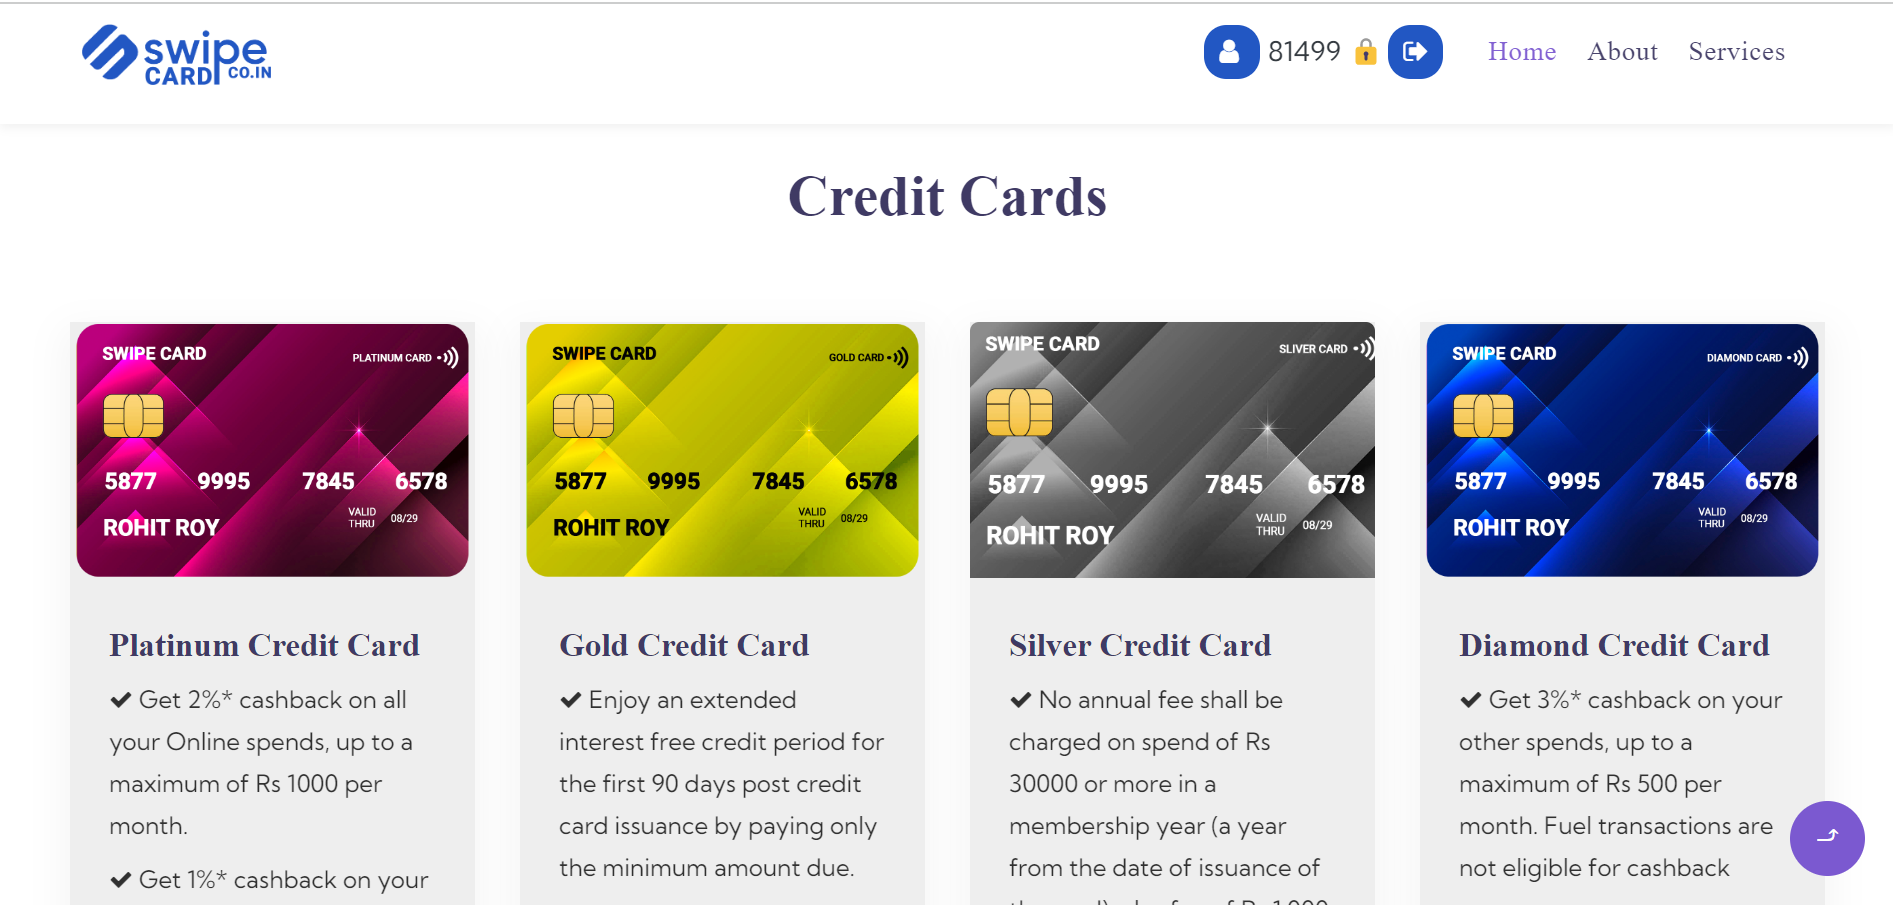 swipe
CARD CO.IN
81499
Home About Services
Credit Cards
SWIPE CARD
PLATINUM CARD
5877 9995 7845 6578
VALID
THRU 08/29
ROHIT ROY
SWIPE CARD
GOLD CARD
5877 9995 7845 6578
VALID
THRU 08/29
ROHIT ROY
SWIPE CARD
SLIVER CARD
5877 9995 7845 6578
VALID
THRU 08/29
ROHIT ROY
SWIPE CARD
DIAMOND CARD
5877 9995 7845 6578
VALID
THRU 08/29
ROHIT ROY
Platinum Credit Card
✔ Get 2%* cashback on all
your Online spends, up to a
maximum of Rs 1000 per
month.
✔ Get 1%* cashback on your
Gold Credit Card
✔ Enjoy an extended
interest free credit period for
the first 90 days post credit
card issuance by paying only
the minimum amount due.
Silver Credit Card
✔ No annual fee shall be
charged on spend of Rs
30000 or more in a
membership year (a year
from the date of issuance of
Diamond Credit Card
✔ Get 3%* cashback on your
other spends, up to a
maximum of Rs 500 per
month. Fuel transactions are
not eligible for cashback